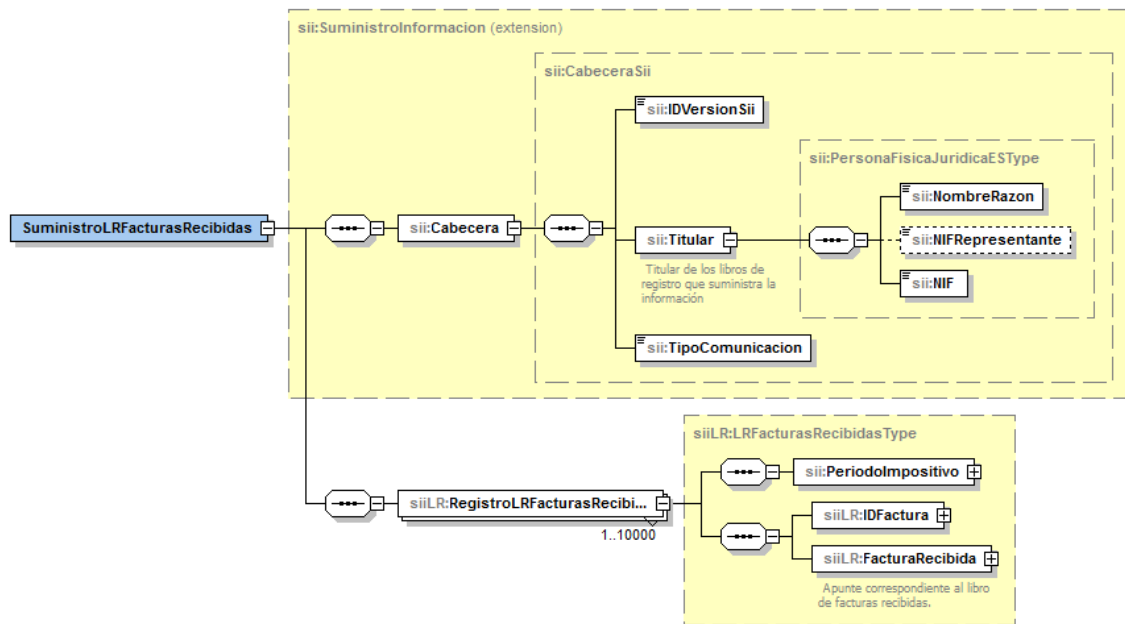 sii:SuministroInformacion (extension)
sii:CabeceraSii
sii:IDVersionSii
sii:PersonaFisicaJuridicaESType
sii:NombreRazon
SuministroLRFacturasRecibidas
sii:Cabecera
sii:Titular
sii:NIFRepresentante
Titular de los libros de
registro que suministra la
información
sii:NIF
sii:TipoComunicacion
siiLR:LRFacturasRecibidasType
sii:PeriodoImpositivo
siiLR:RegistroLRFacturasRecibi...
1..10000
siiLR:IDFactura
siiLR:FacturaRecibida
Apunte correspondiente al libro
de facturas recibidas.